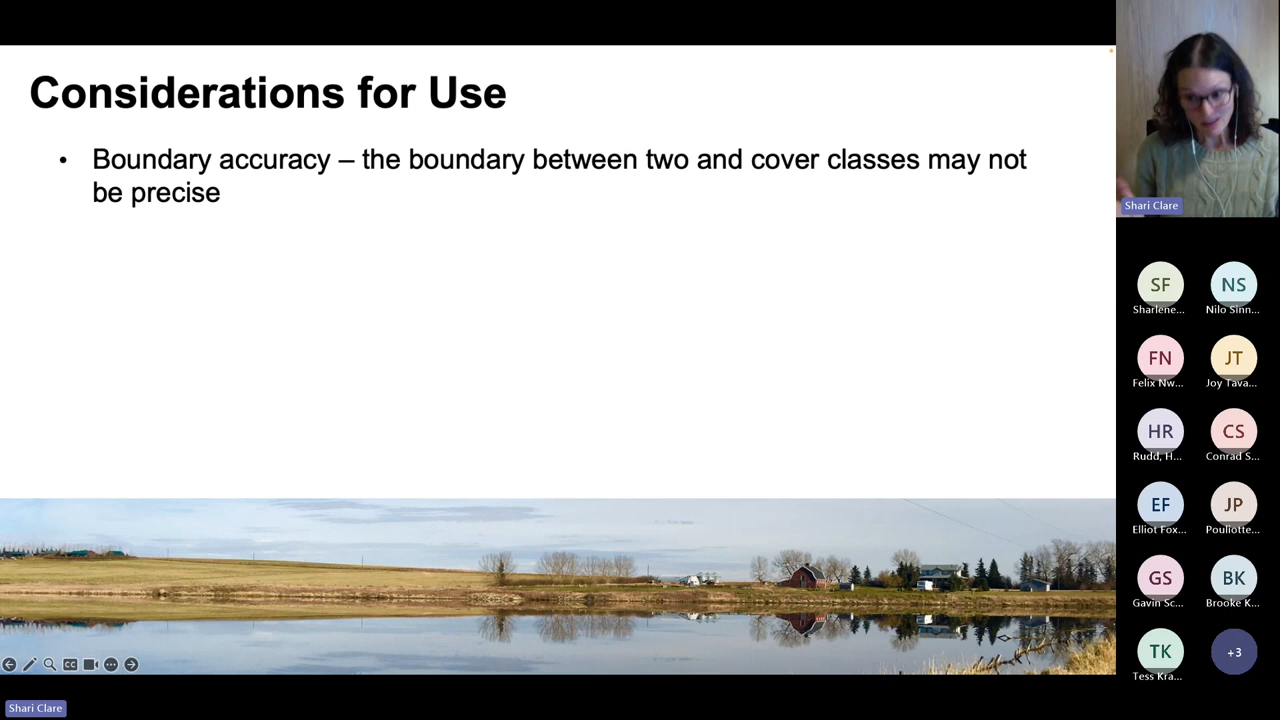 Considerations for Use
• Boundary accuracy – the boundary between two and cover classes may not
be precise
Shari Clare
SF
NS
Sharlene...
Nilo Sinn...
FN
JT
Felix Nw...
Joy Tava...
HR
CS
Rudd, H...
Conrad S...
EF
JP
Elliot Fox...
Pouliotte...
GS
BK
Gavin Sc...
Brooke K...
TK
+3
Tess Kra...
CC
Shari Clare